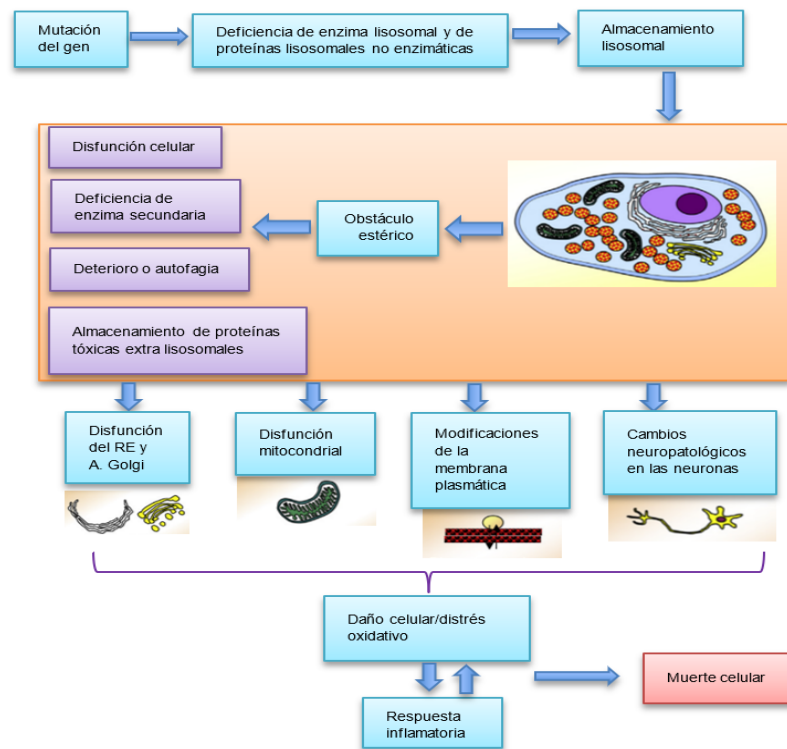 Mutación
del gen
Deficiencia de enzima lisosomal y de
proteínas lisosomales no enzimáticas
Almacenamiento
lisosomal
Disfunción celular
Deficiencia de
enzima secundaria
Deterioro o autofagia
Almacenamiento de proteínas
tóxicas extra lisosomales
Obstáculo
estérico
Disfunción
del RE y
A. Golgi
Disfunción
mitocondrial
Modificaciones
de la
membrana
plasmática
Cambios
neuropatológicos
en las neuronas
Daño celular/distrés
oxidativo
Respuesta
inflamatoria
Muerte celular